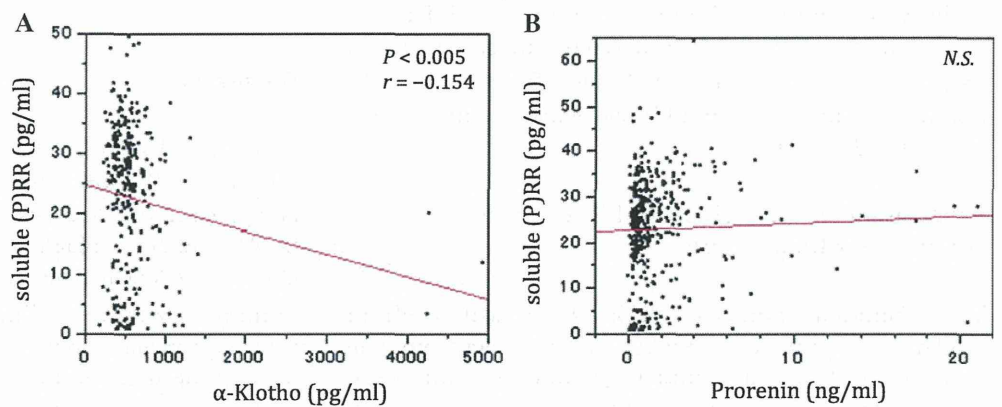 A
P < 0.005
r = −0.154
soluble (P)RR (pg/ml)
50
40
30
20
10
0
0 1000 2000 3000 4000 5000
α-Klotho (pg/ml)
B
N.S.
soluble (P)RR (pg/ml)
60
50
40
30
20
10
0
0 10 20
Prorenin (ng/ml)